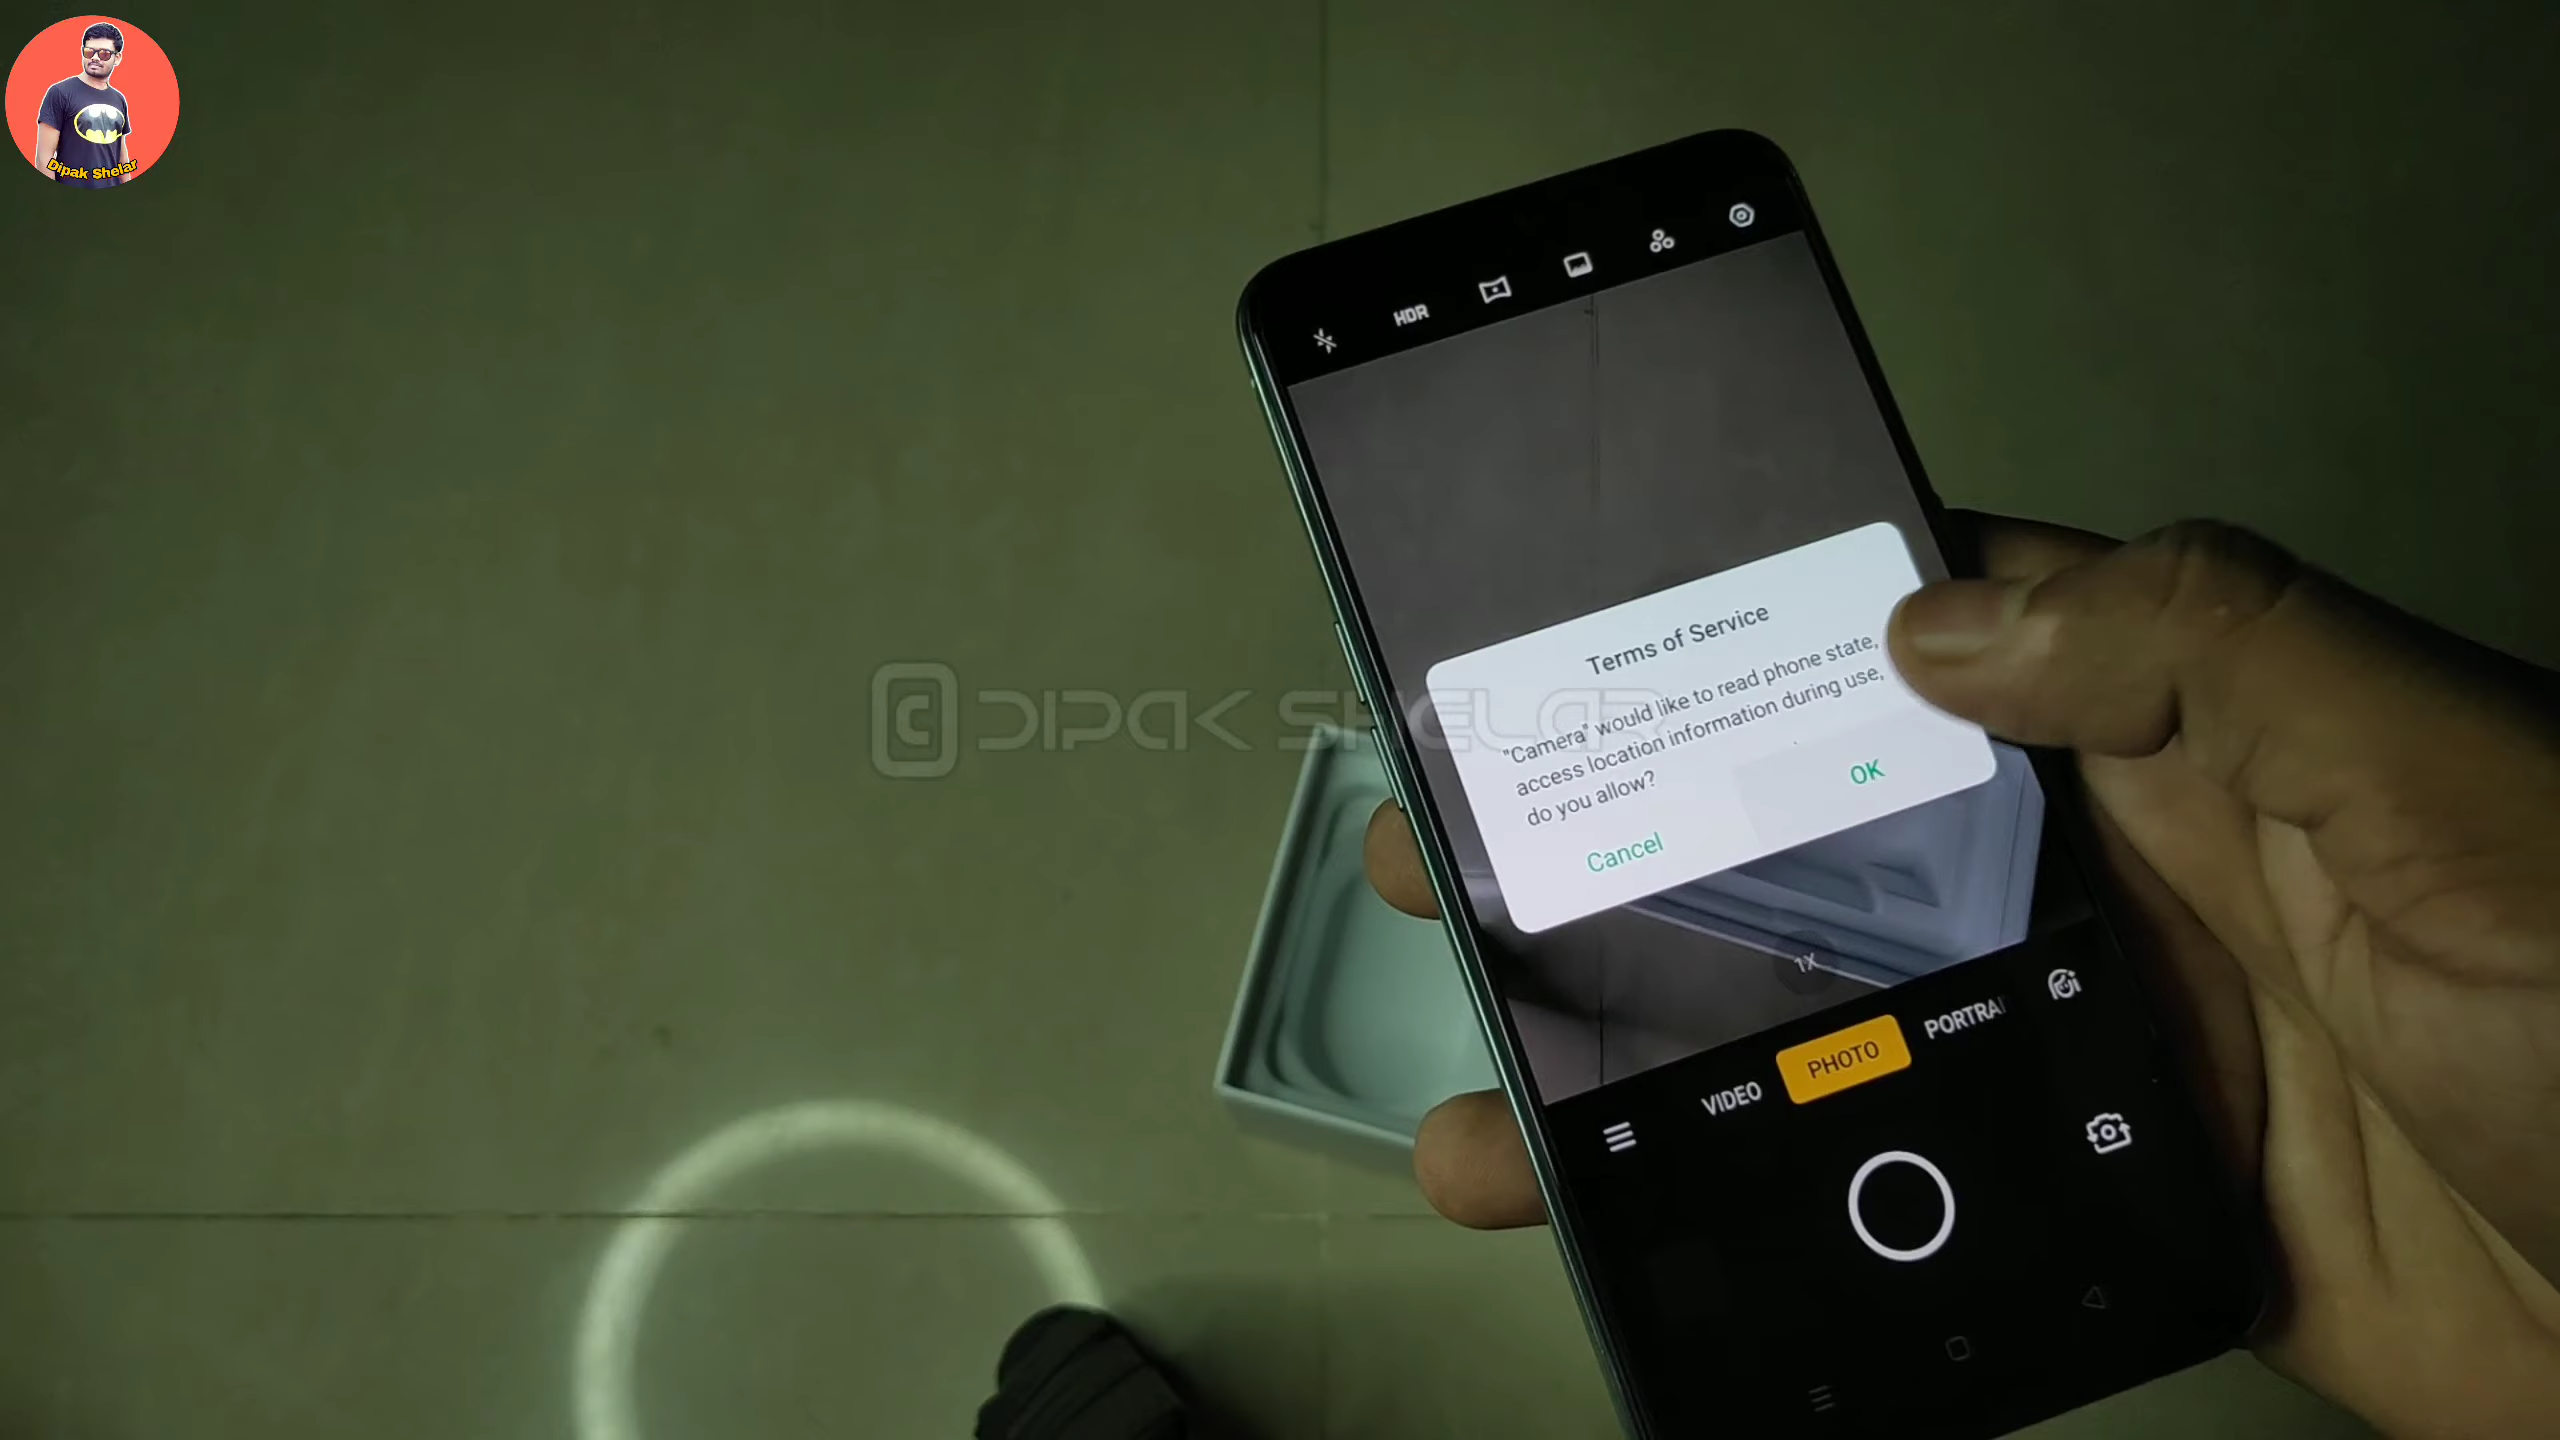 Dipak Shelar
HDR
DIPAK SHELAR
Terms of Service
"Camera" would like to read phone state,
access location information during use,
do you allow?
Cancel
OK
1X
VIDEO
PHOTO
PORTRAI